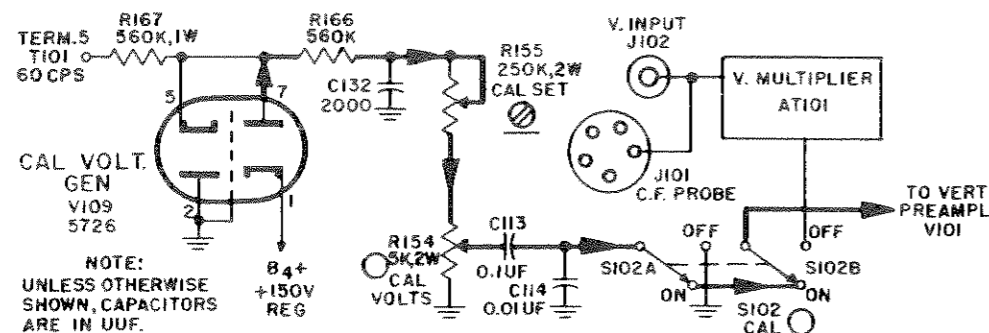 TERM.5
T101
60 CPS
R167
560K,1W
R166
560K
5
7
C132
2000
R155
250K,2W
CAL SET
V. INPUT
J102
V. MULTIPLIER
AT101
J101
C.F. PROBE
CAL VOLT.
GEN
V109
5726
2
1
B4+
+150V
REG
NOTE:
UNLESS OTHERWISE
SHOWN, CAPACITORS
ARE IN UUF.
R154
5K,2W
CAL
VOLTS
C113
0.1UF
C114
0.01UF
S102A
OFF
ON
OFF
S102B
ON
S102
CAL
TO VERT
PREAMPL
V101